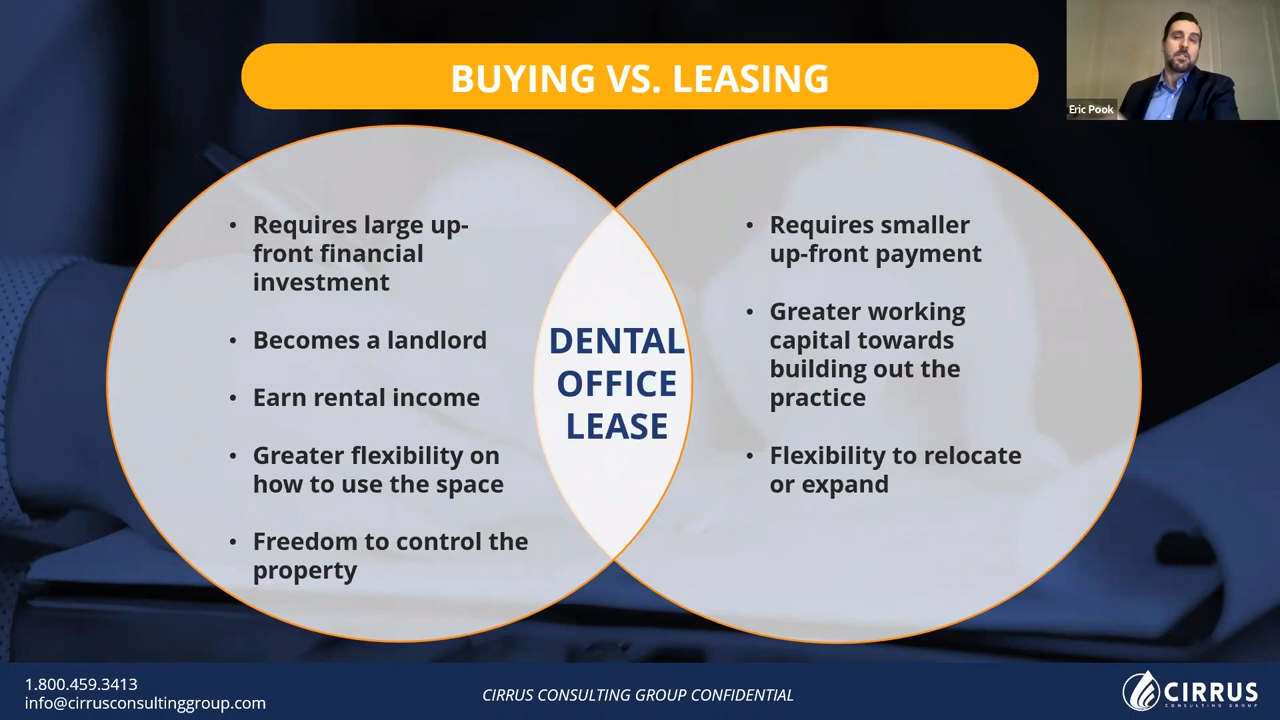 BUYING VS. LEASING
Eric Pook
• Requires large up-
front financial
investment
• Becomes a landlord
• Earn rental income
• Greater flexibility on
how to use the space
• Freedom to control the
property
DENTAL
OFFICE
LEASE
• Requires smaller
up-front payment
• Greater working
capital towards
building out the
practice
• Flexibility to relocate
or expand
1.800.459.3413
info@cirrusconsultinggroup.com
CIRRUS CONSULTING GROUP CONFIDENTIAL
CIRRUS
CONSULTING GROUP